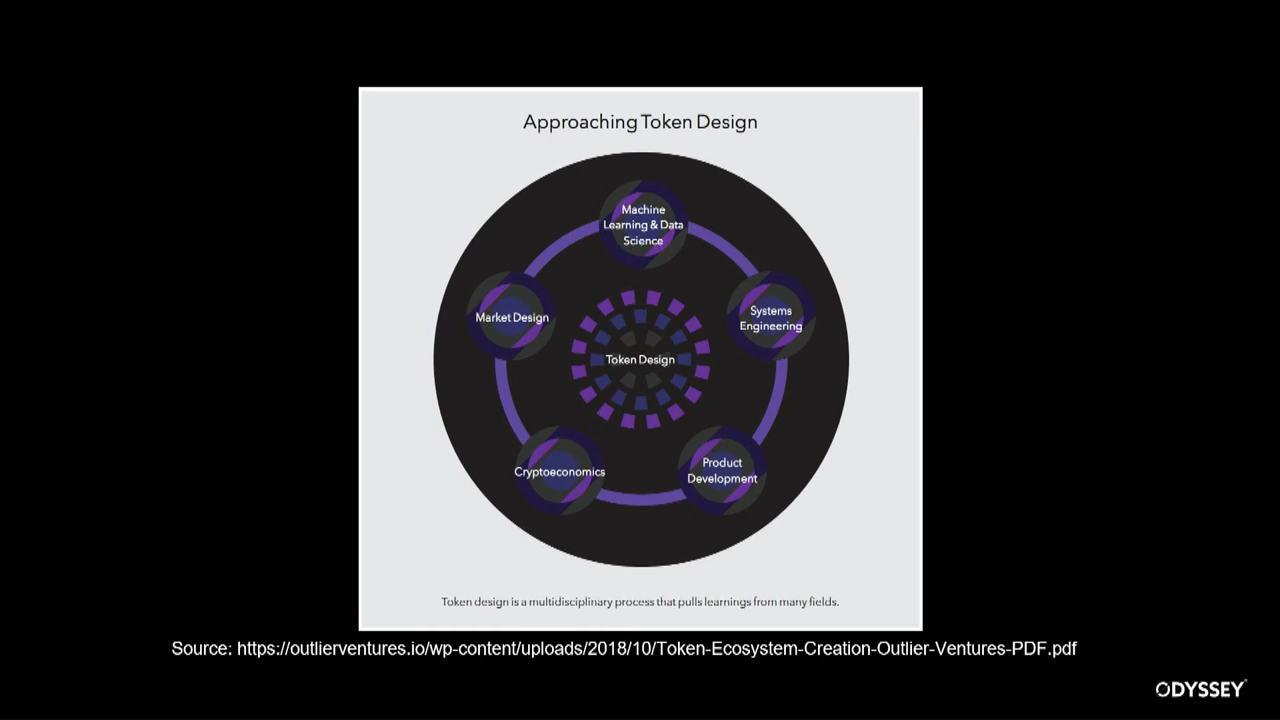 Approaching Token Design
Machine
Learning & Data
Science
Market Design
Systems
Engineering
Token Design
Cryptoeconomics
Product
Development
Token design is a multidisciplinary process that pulls learnings from many fields.
Source: https://outlierventures.io/wp-content/uploads/2018/10/Token-Ecosystem-Creation-Outlier-Ventures-PDF.pdf
ODYSSEY